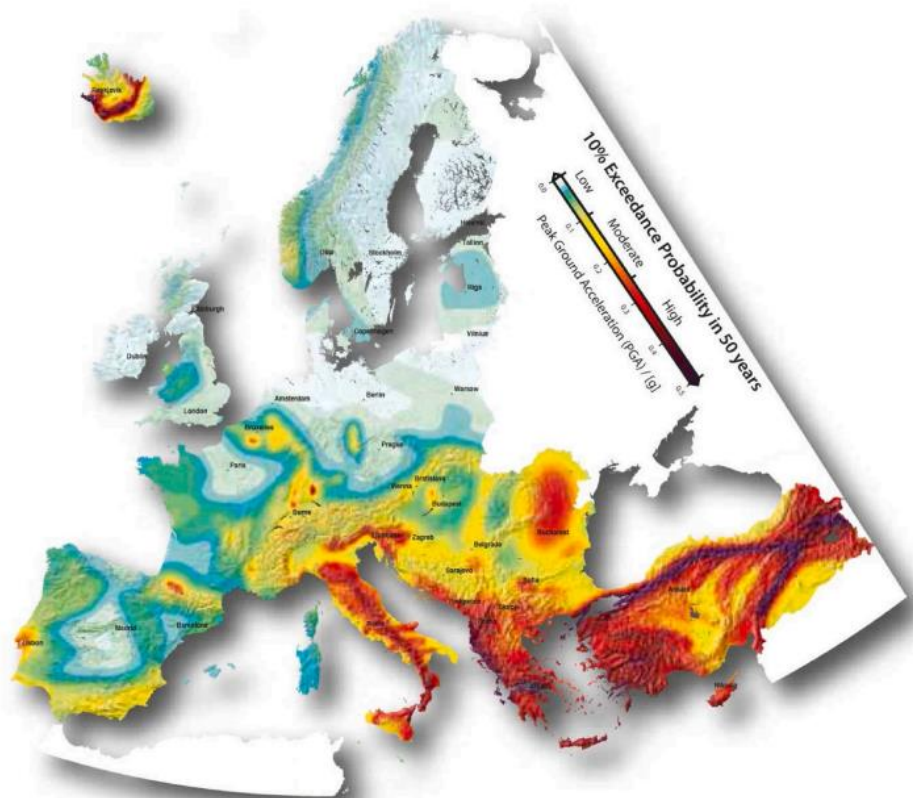 Reykjavik
10% Exceedance Probability in 50 years
Low
Moderate
High
0.0
0.1
0.2
0.3
0.4
0.5
Peak Ground Acceleration (PGA) / [g]
Oslo
Stockholm
Tallinn
Riga
Vilnius
Edinburgh
Dublin
Copenhagen
London
Amsterdam
Berlin
Warsaw
Brussels
Paris
Prague
Vienna
Bratislava
Budapest
Berne
Ljubljana
Zagreb
Belgrade
Bucharest
Sarajevo
Sofia
Skopje
Ankara
Rome
Lisbon
Madrid
Barcelona
Nicosia